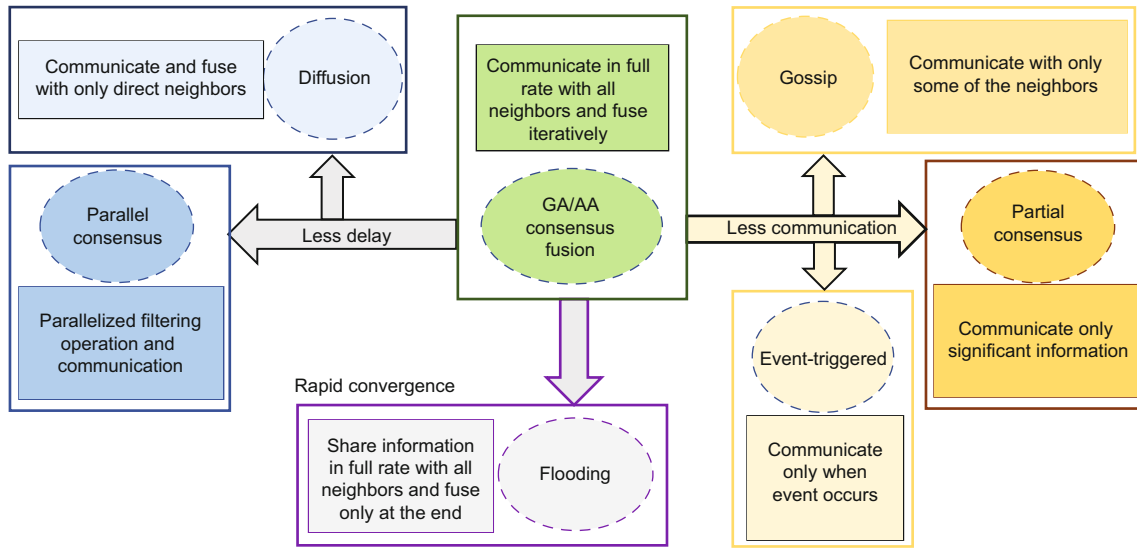 Communicate and fuse
with only direct neighbors
Diffusion
Communicate in full
rate with all
neighbors and fuse
iteratively
Gossip
Communicate with only
some of the neighbors
Parallel
consensus
Less delay
GA/AA
consensus
fusion
Less communication
Partial
consensus
Parallelized filtering
operation and
communication
Event-triggered
Communicate only
significant information
Rapid convergence
Share information
in full rate with all
neighbors and fuse
only at the end
Flooding
Communicate
only when
event occurs